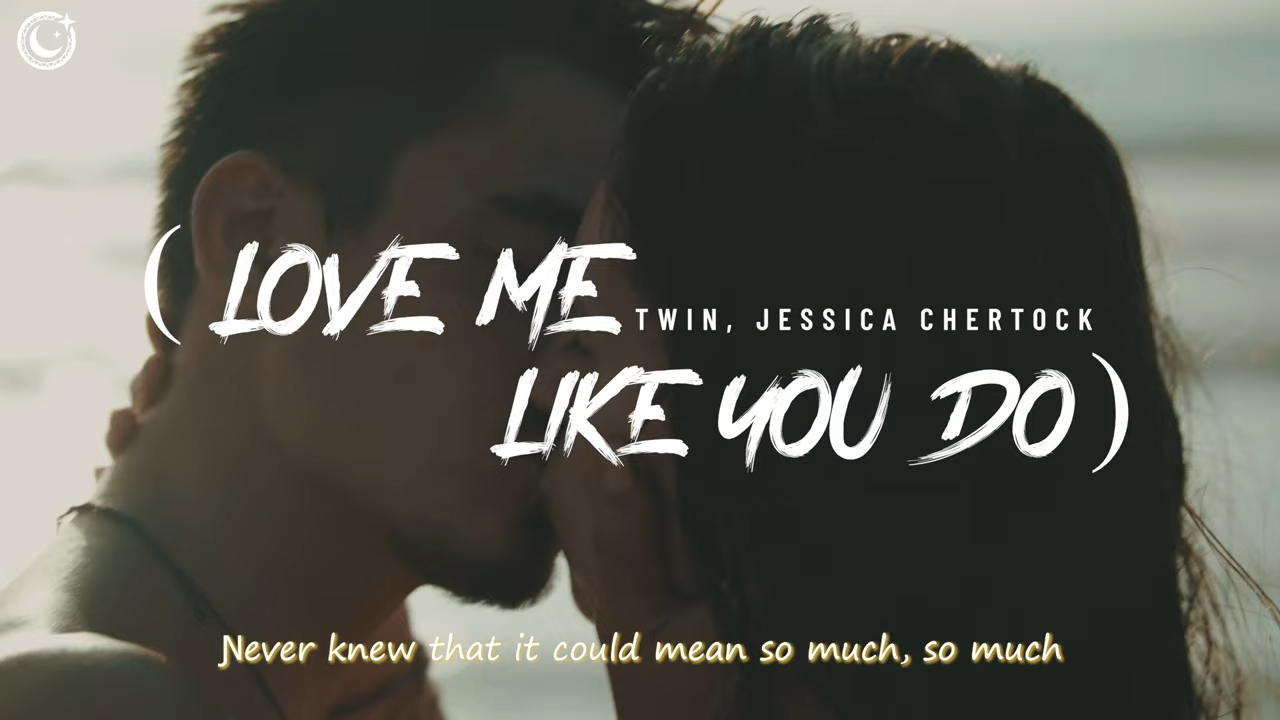 ( LOVE ME
TWIN, JESSICA CHERTOCK
LIKE YOU DO )
Never knew that it could mean so much, so much